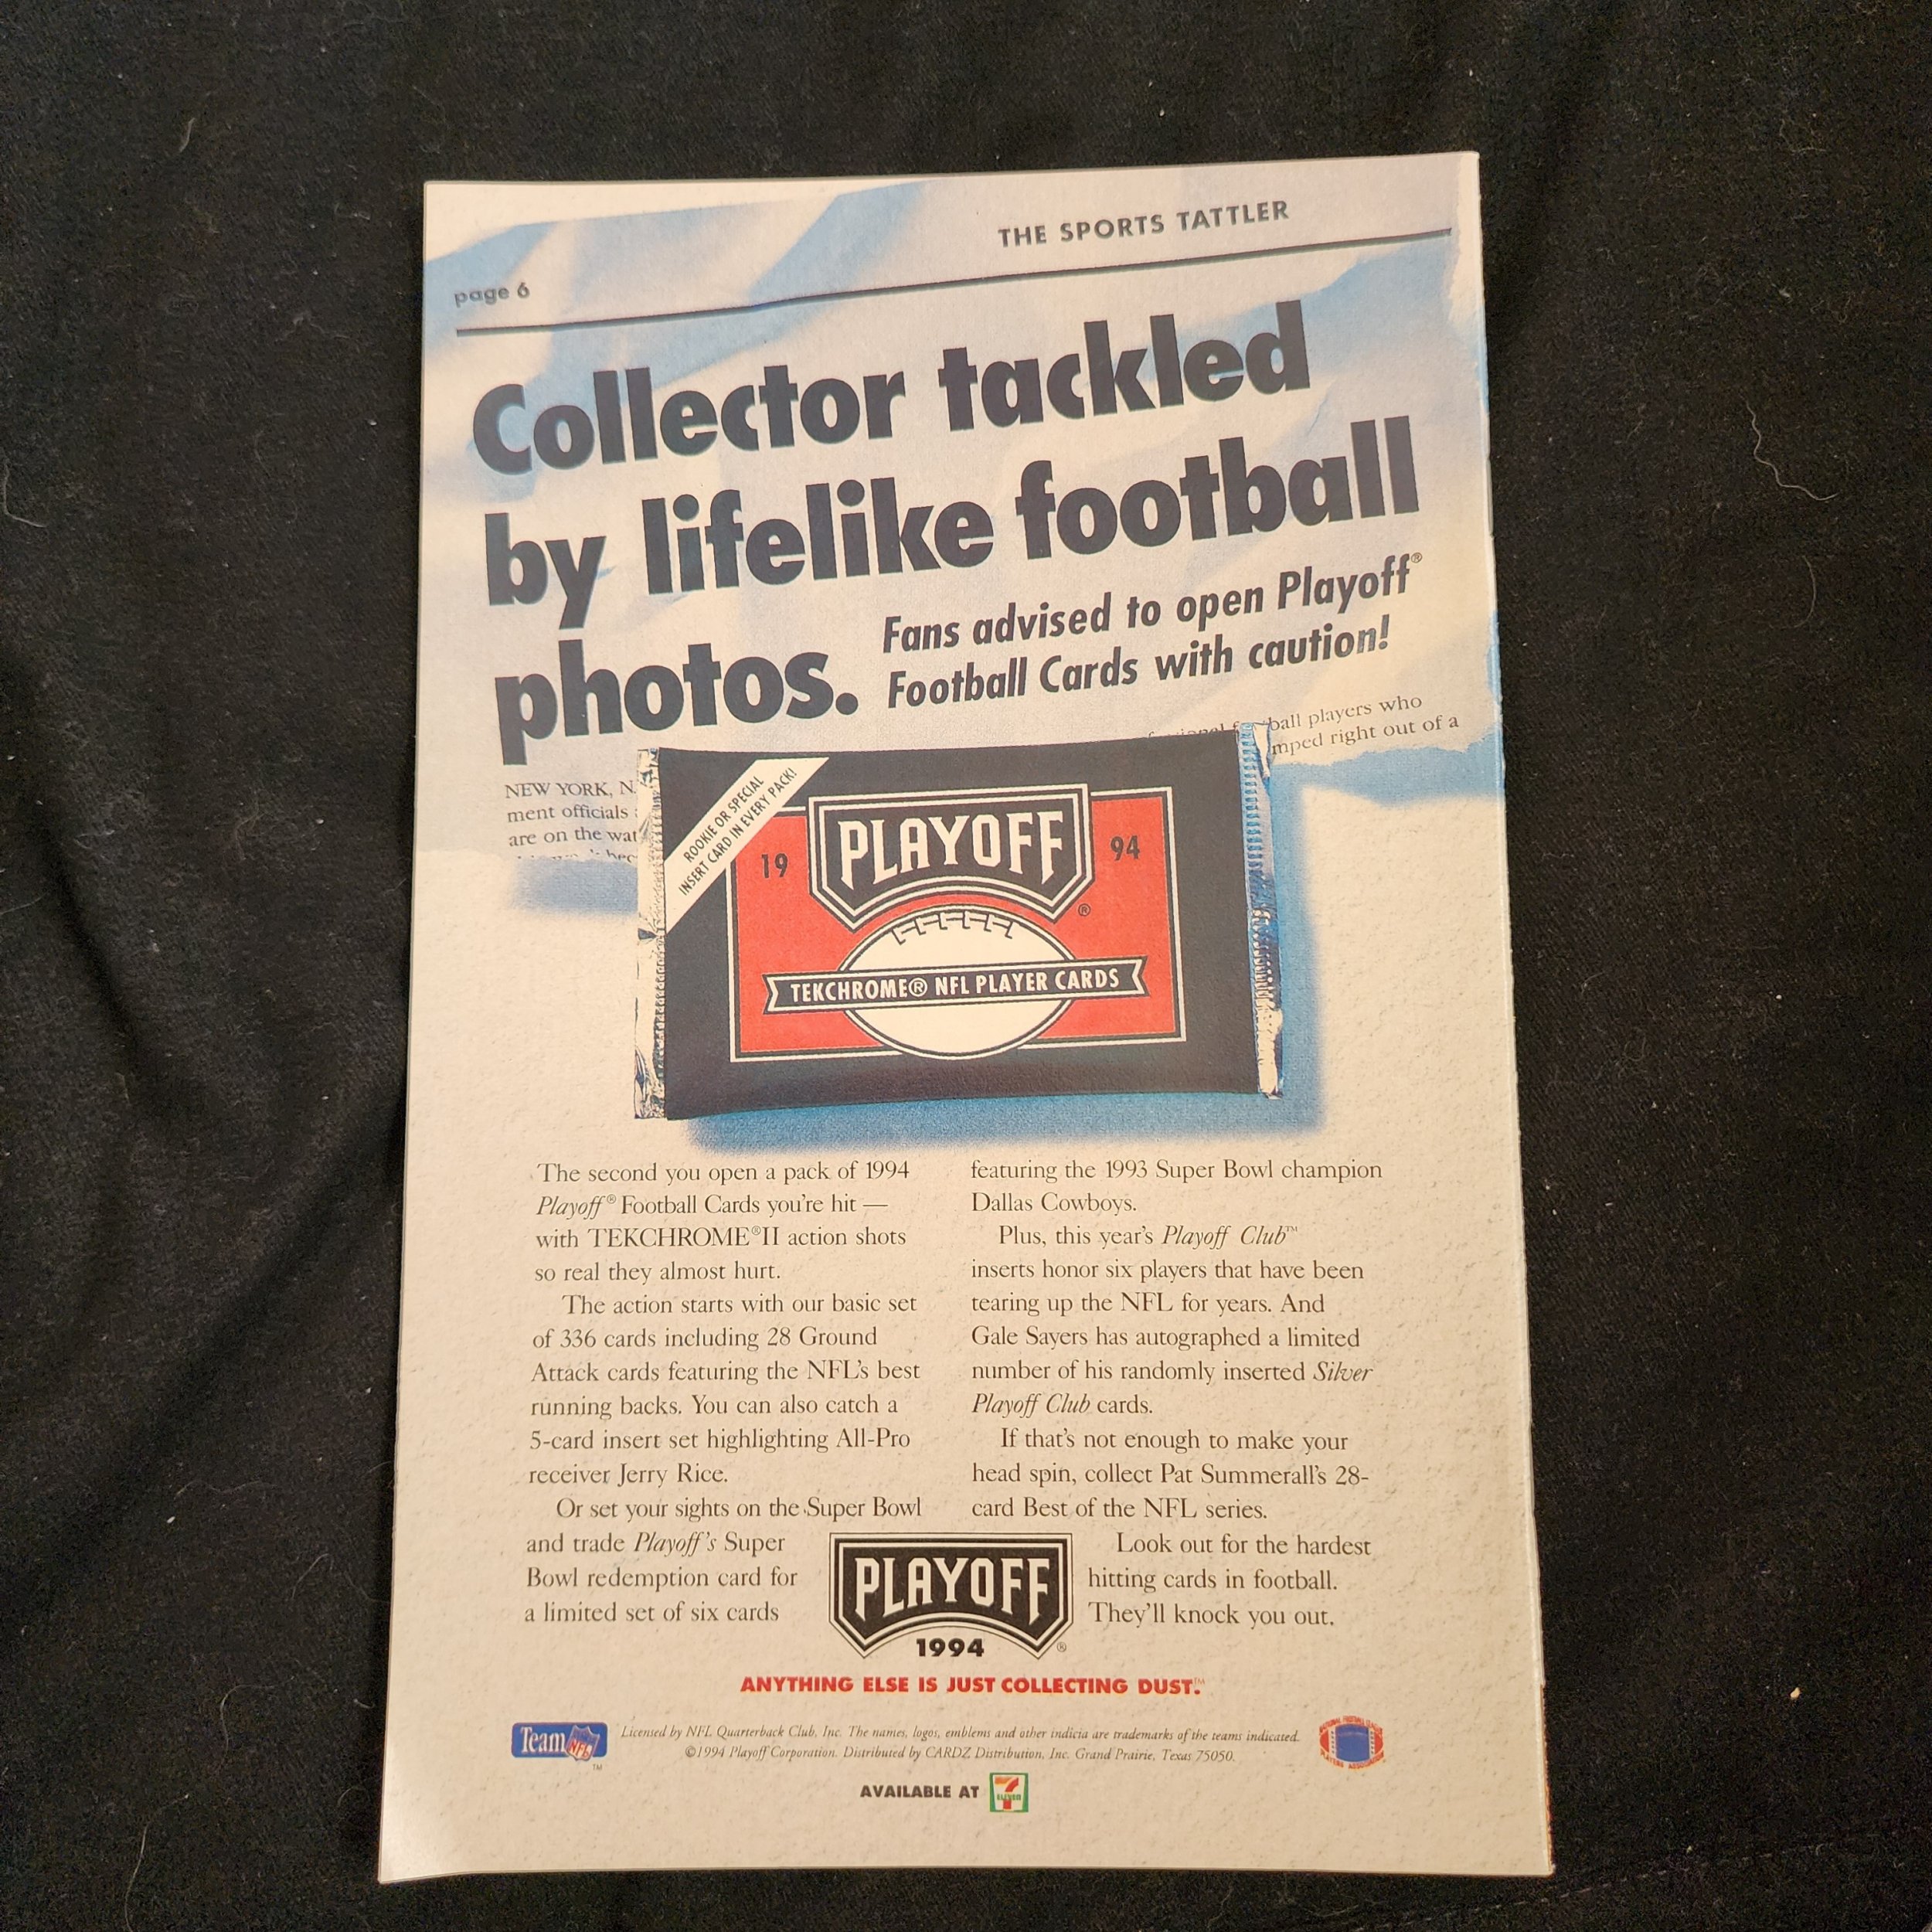 THE SPORTS TATTLER
page 6
Collector tackled
by lifelike football
photos.
Fans advised to open Playoff®
Football Cards with caution!
ball players who
mped right out of a
NEW YORK, N.
ment officials
are on the wat
ROOKIE OR SPECIAL
INSERT CARD IN EVERY PACK!
19 PLAYOFF® 94
TEKCHROME® NFL PLAYER CARDS
The second you open a pack of 1994
Playoff® Football Cards you're hit —
with TEKCHROME®II action shots
so real they almost hurt.
The action starts with our basic set
of 336 cards including 28 Ground
Attack cards featuring the NFL's best
running backs. You can also catch a
5-card insert set highlighting All-Pro
receiver Jerry Rice.
Or set your sights on the Super Bowl
and trade Playoff's Super
Bowl redemption card for
a limited set of six cards
featuring the 1993 Super Bowl champion
Dallas Cowboys.
Plus, this year's Playoff Club™
inserts honor six players that have been
tearing up the NFL for years. And
Gale Sayers has autographed a limited
number of his randomly inserted Silver
Playoff Club cards.
If that's not enough to make your
head spin, collect Pat Summerall's 28-
card Best of the NFL series.
Look out for the hardest
hitting cards in football.
They'll knock you out.
PLAYOFF
1994 ®
ANYTHING ELSE IS JUST COLLECTING DUST.™
Team NFL ™
Licensed by NFL Quarterback Club, Inc. The names, logos, emblems and other indicia are trademarks of the teams indicated.
©1994 Playoff Corporation. Distributed by CARDZ Distribution, Inc. Grand Prairie, Texas 75050.
AVAILABLE AT 7 ELEVEN